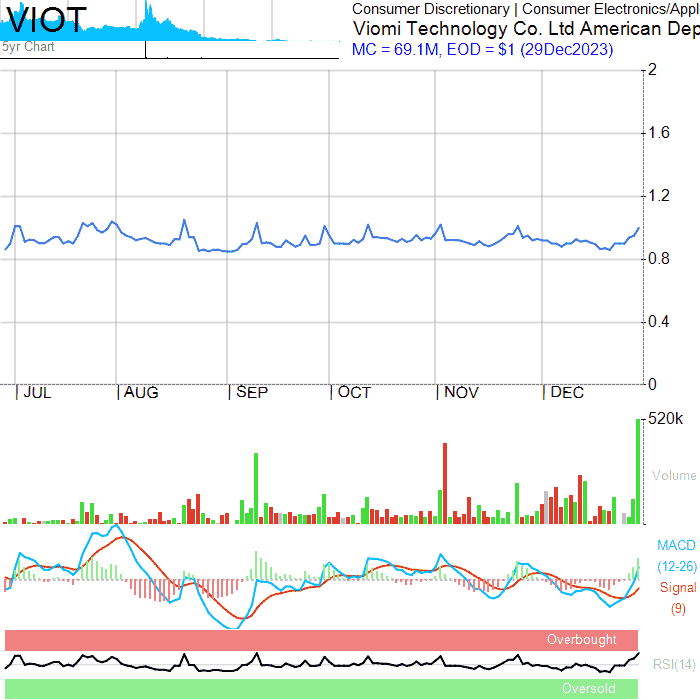 VIOT
5yr Chart
Consumer Discretionary | Consumer Electronics/Appl
Viomi Technology Co. Ltd American Dep
MC = 69.1M, EOD = $1 (29Dec2023)
2
1.6
1.2
0.8
0.4
0
JUL AUG SEP OCT NOV DEC
520k
Volume
MACD
(12-26)
Signal
(9)
Overbought
RSI(14)
Oversold